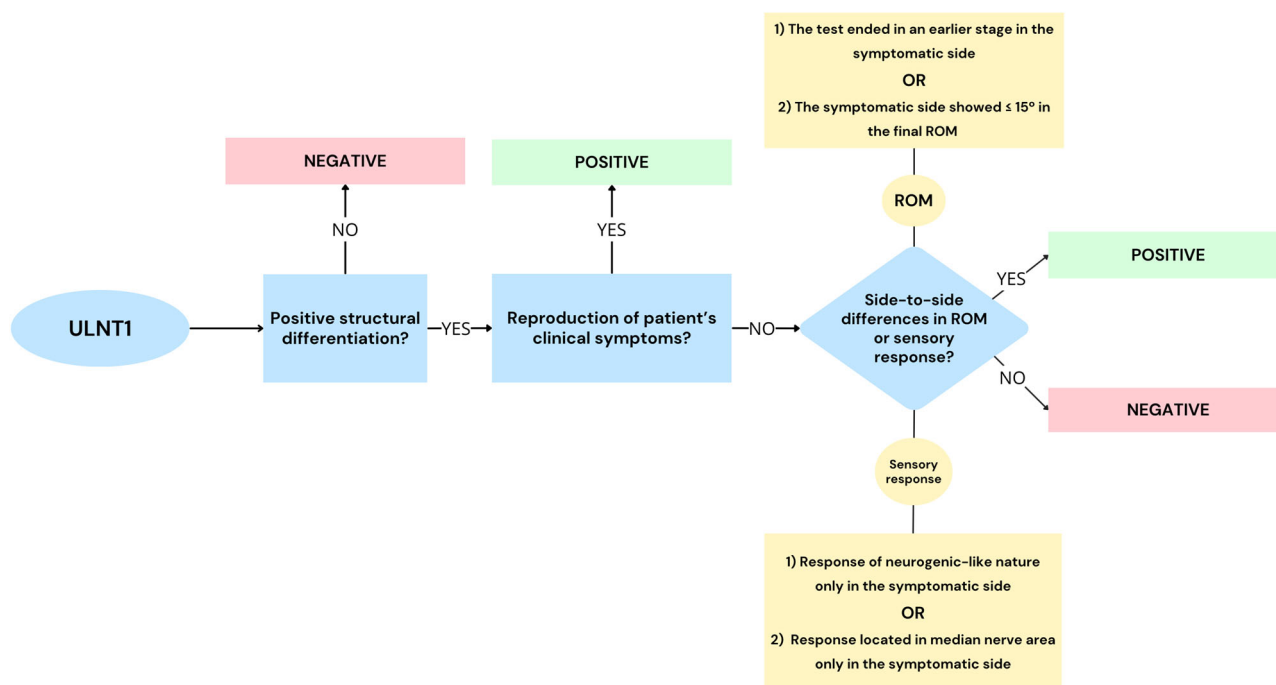 1) The test ended in an earlier stage in the
symptomatic side
OR
2) The symptomatic side showed ≤ 15º in
the final ROM
NEGATIVE
POSITIVE
ROM
NO
YES
ULNT1
Positive structural
differentiation?
YES
Reproduction of patient’s
clinical symptoms?
NO
Side-to-side
differences in ROM
or sensory
response?
YES
POSITIVE
NO
NEGATIVE
Sensory
response
1) Response of neurogenic-like nature
only in the symptomatic side
OR
2) Response located in median nerve area
only in the symptomatic side